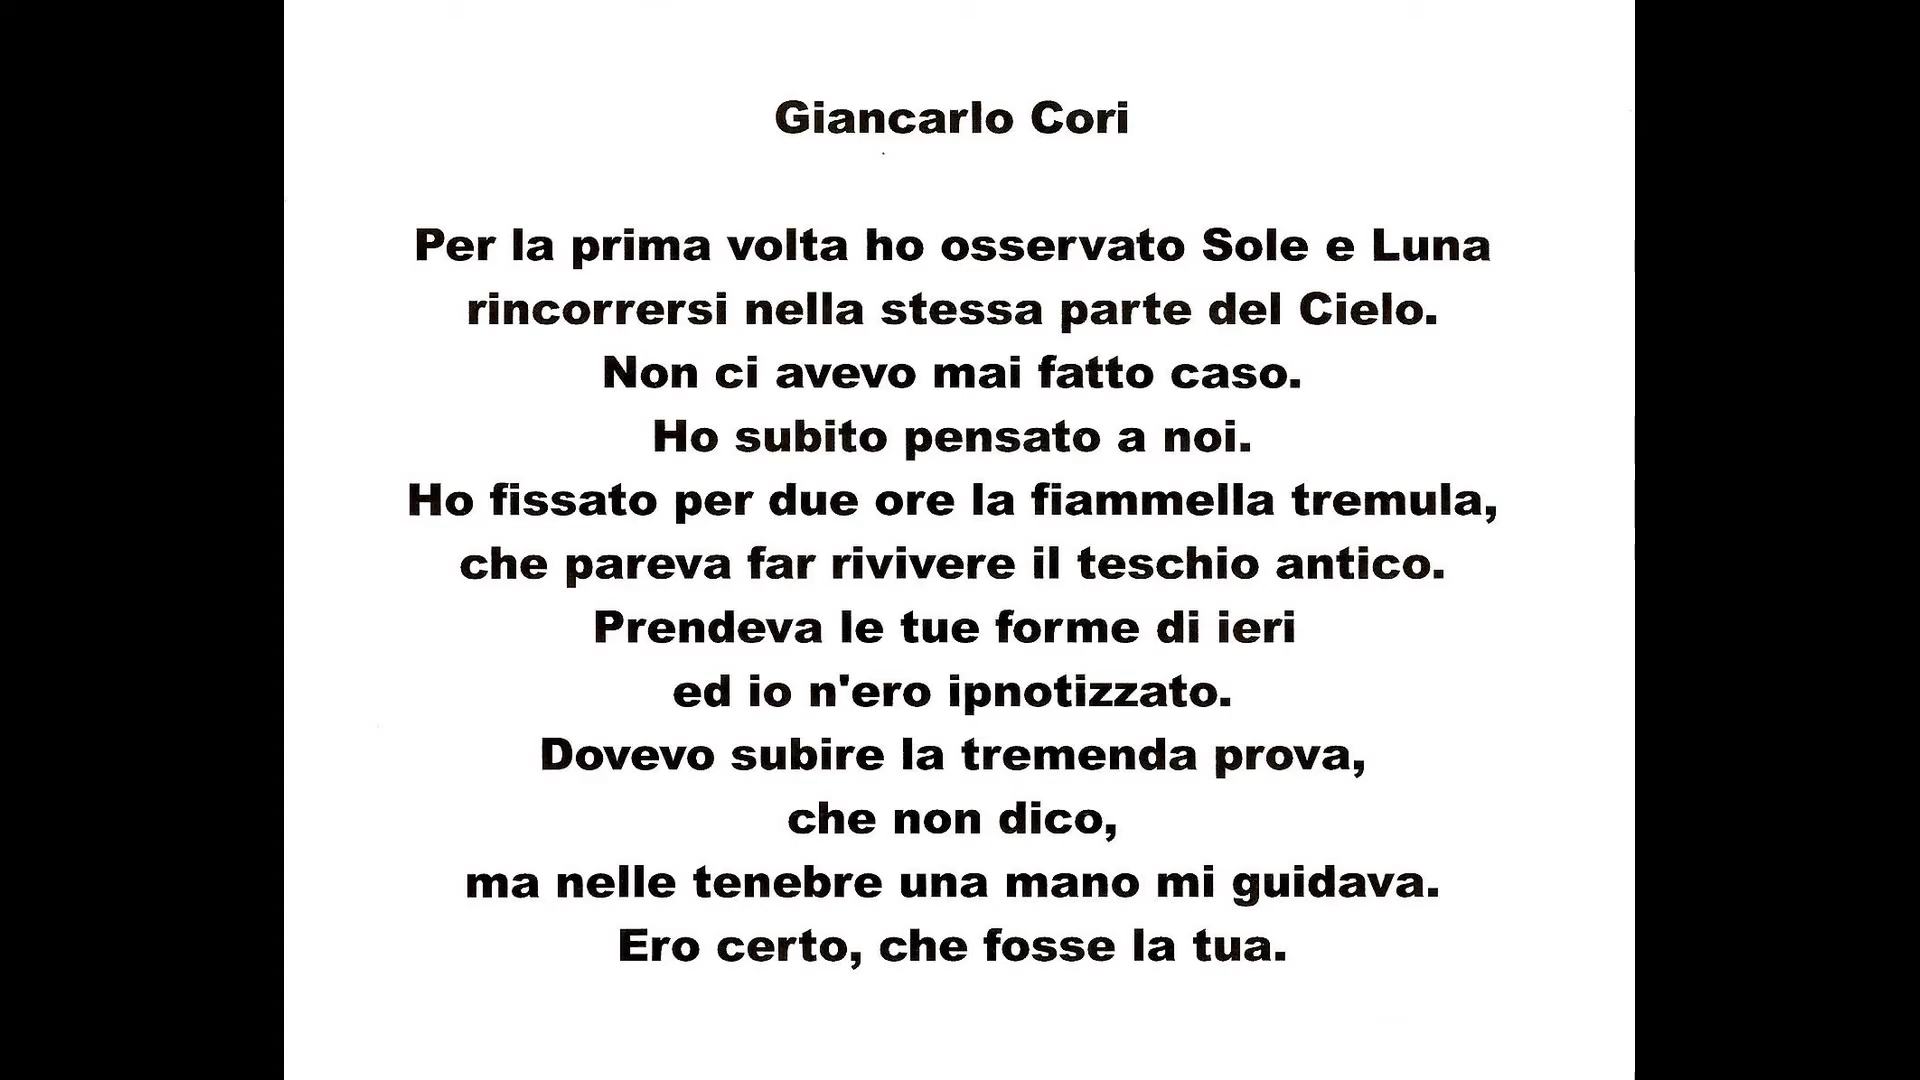 Giancarlo Cori
Per la prima volta ho osservato Sole e Luna
rincorrersi nella stessa parte del Cielo.
Non ci avevo mai fatto caso.
Ho subito pensato a noi.
Ho fissato per due ore la fiammella tremula,
che pareva far rivivere il teschio antico.
Prendeva le tue forme di ieri
ed io n'ero ipnotizzato.
Dovevo subire la tremenda prova,
che non dico,
ma nelle tenebre una mano mi guidava.
Ero certo, che fosse la tua.